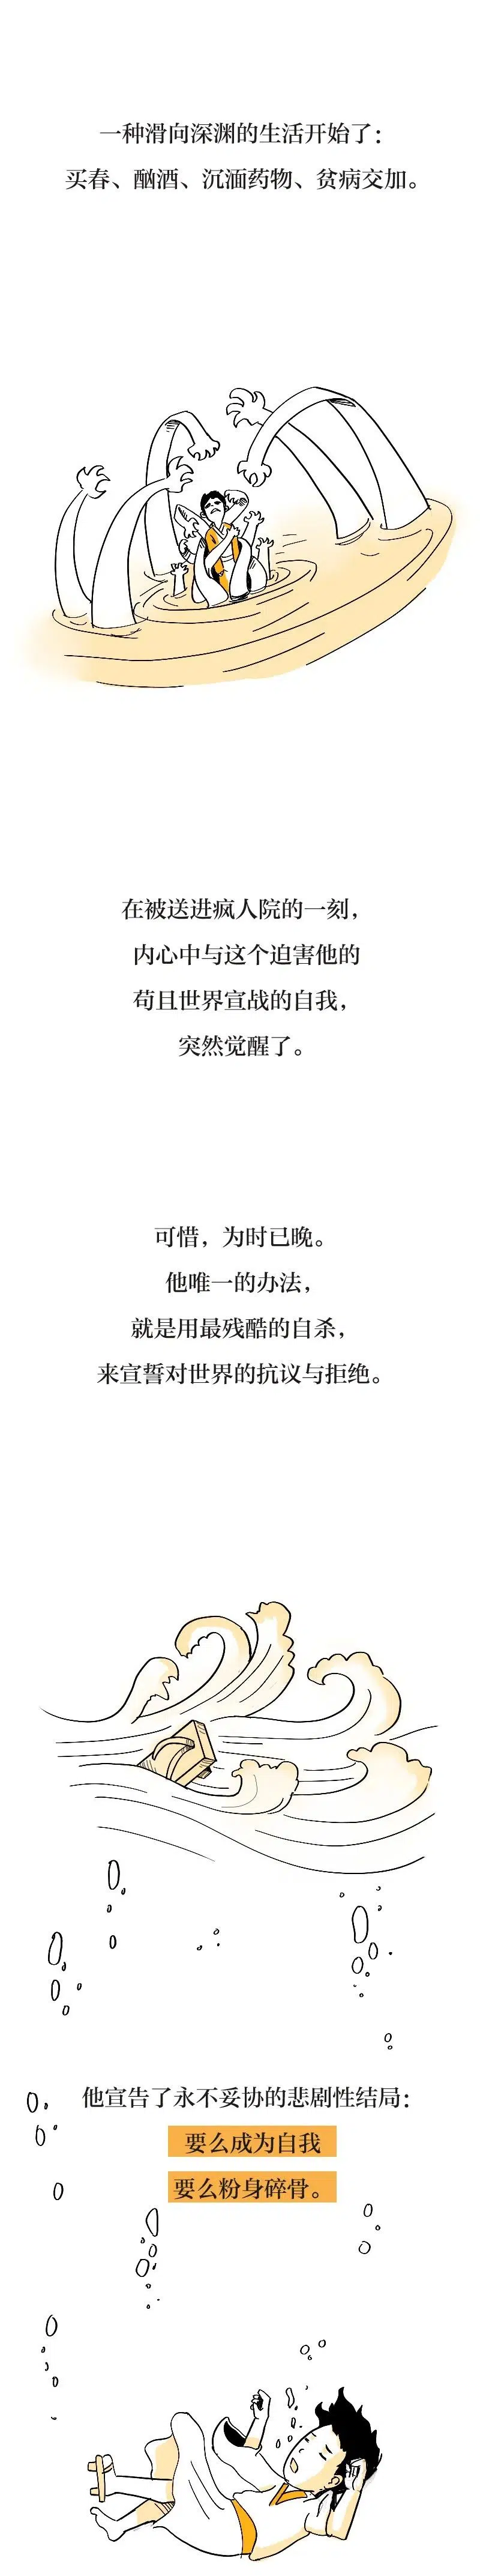 一种滑向深渊的生活开始了：
买春、酗酒、沉湎药物、贫病交加。
在被送进疯人院的一刻，
内心中与这个迫害他的
苟且世界宣战的自我，
突然觉醒了。
可惜，为时已晚。
他唯一的办法，
就是用最残酷的自杀，
来宣誓对世界的抗议与拒绝。
他宣告了永不妥协的悲剧性结局：
要么成为自我
要么粉身碎骨。